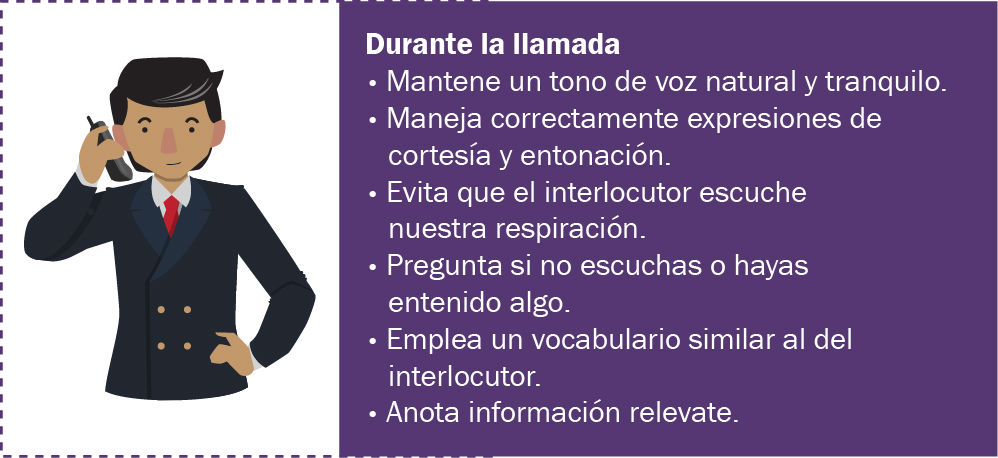 Durante la llamada
• Mantene un tono de voz natural y tranquilo.
• Maneja correctamente expresiones de
cortesía y entonación.
• Evita que el interlocutor escuche
nuestra respiración.
• Pregunta si no escuchas o hayas
entenido algo.
• Emplea un vocabulario similar al del
interlocutor.
• Anota información relevate.